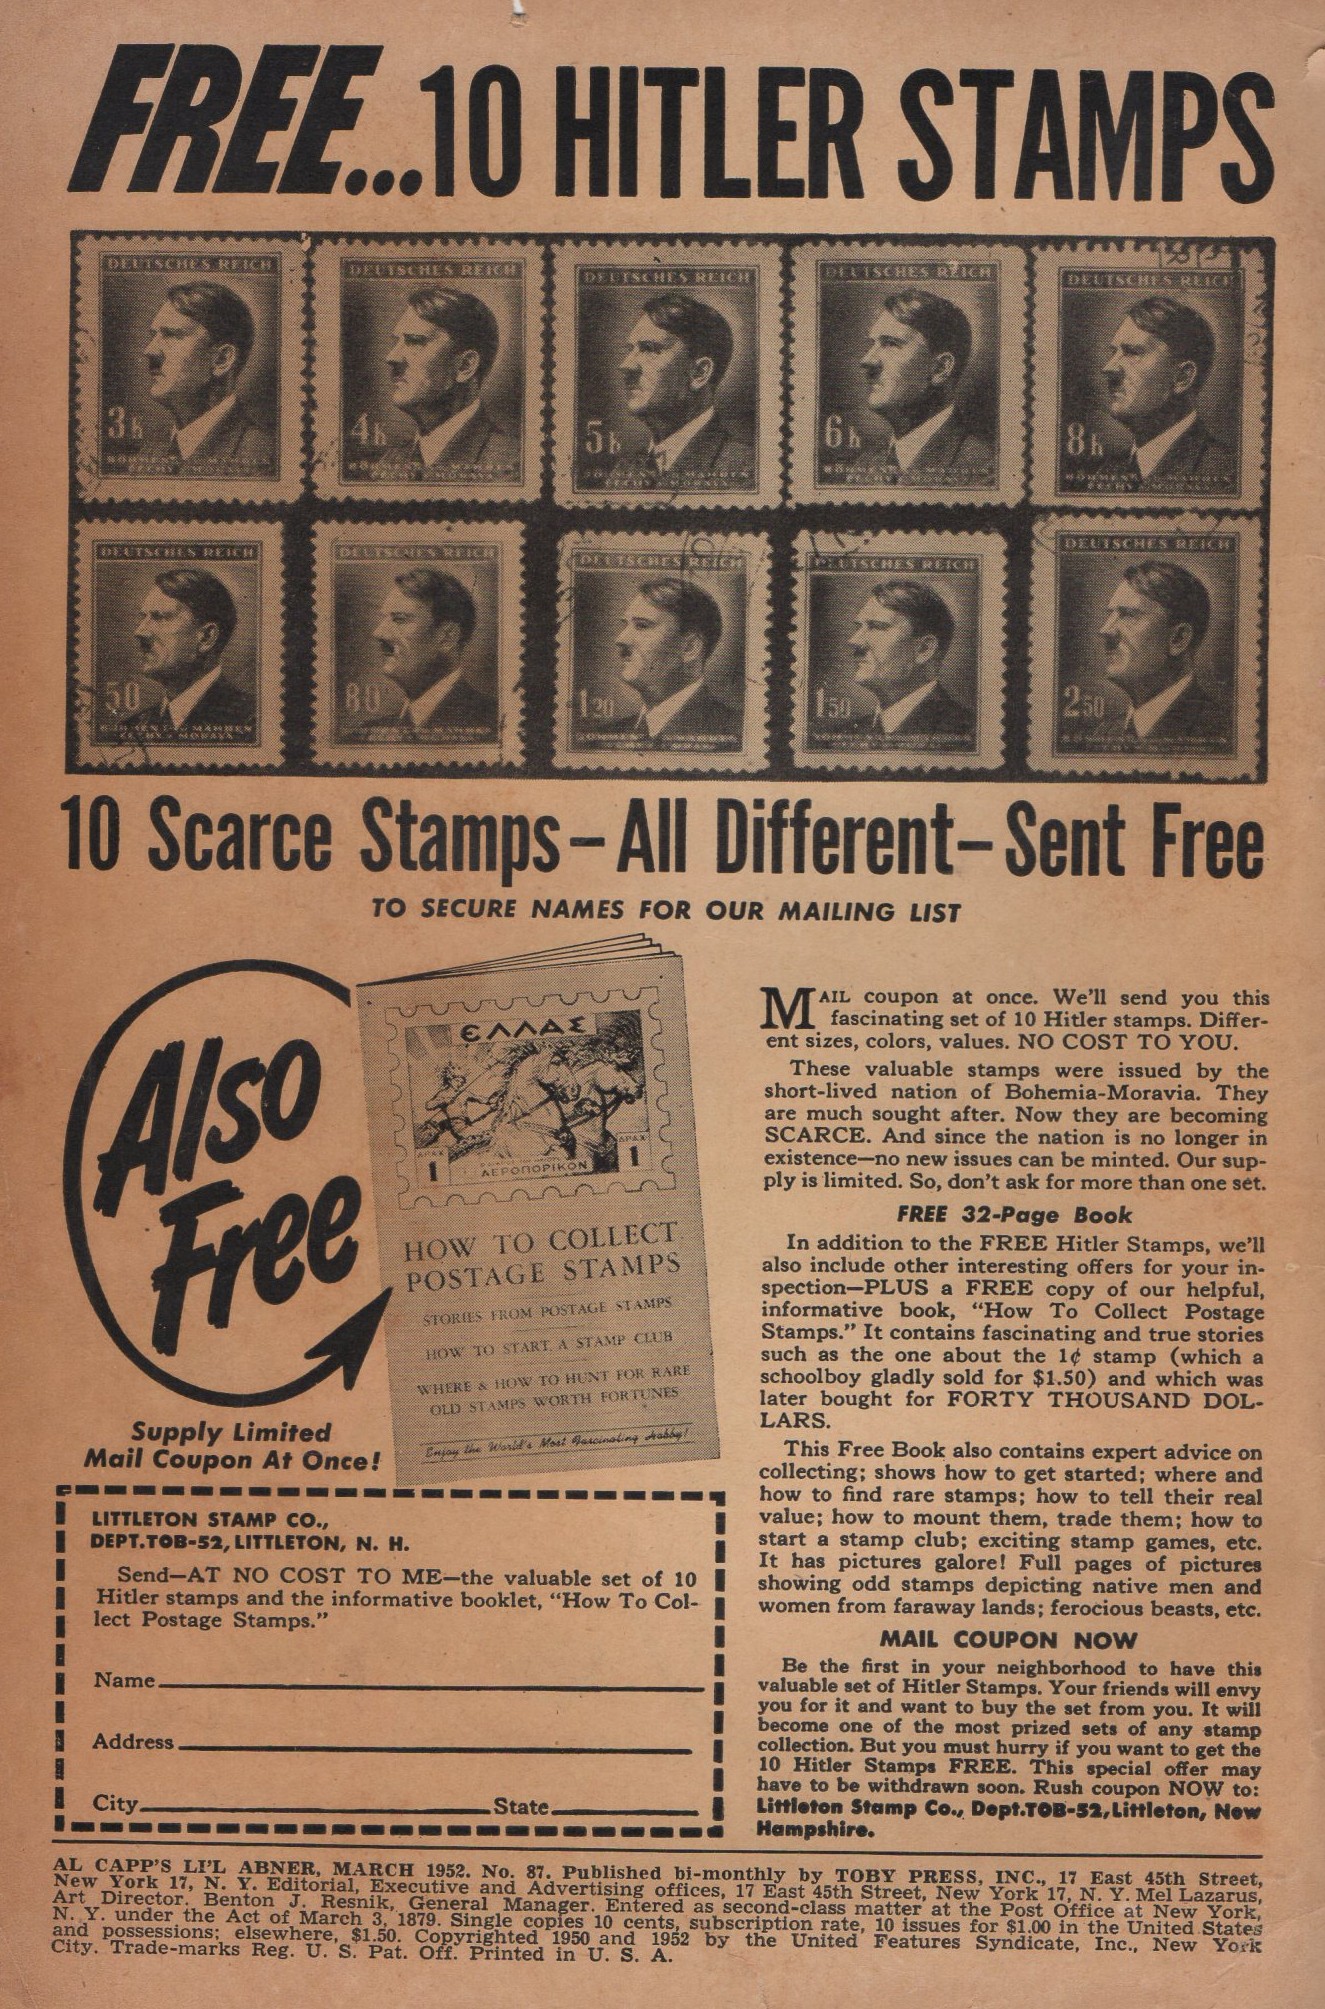 FREE...10 HITLER STAMPS
DEUTSCHES REICH
3h
BÖHMEN u. MÄHREN
ČECHY a MORAVA
DEUTSCHES REICH
4h
BÖHMEN u. MÄHREN
ČECHY a MORAVA
DEUTSCHES REICH
5h
BÖHMEN u. MÄHREN
ČECHY a MORAVA
DEUTSCHES REICH
6h
BÖHMEN u. MÄHREN
ČECHY a MORAVA
DEUTSCHES REICH
8h
BÖHMEN u. MÄHREN
ČECHY a MORAVA
DEUTSCHES REICH
50
BÖHMEN u. MÄHREN
ČECHY a MORAVA
DEUTSCHES REICH
80
DEUTSCHES REICH
1 20
DEUTSCHES REICH
1 50
DEUTSCHES REICH
2 50
10 Scarce Stamps–All Different–Sent Free
TO SECURE NAMES FOR OUR MAILING LIST
Also
Free
ΕΛΛΑΣ
ΔΡΑΧ
1
ΑΕΡΟΠΟΡΙΚΟΝ
ΔΡΑΧ
1
HOW TO COLLECT
POSTAGE STAMPS
STORIES FROM POSTAGE STAMPS
HOW TO START A STAMP CLUB
WHERE & HOW TO HUNT FOR RARE
OLD STAMPS WORTH FORTUNES
Enjoy the World's Most Fascinating Hobby!
Supply Limited
Mail Coupon At Once!
LITTLETON STAMP CO.,
DEPT.TOB-52, LITTLETON, N. H.
Send—AT NO COST TO ME—the valuable set of 10
Hitler stamps and the informative booklet, "How To Col-
lect Postage Stamps."
Name
Address
City State
MAIL coupon at once. We'll send you this
fascinating set of 10 Hitler stamps. Differ-
ent sizes, colors, values. NO COST TO YOU.
These valuable stamps were issued by the
short-lived nation of Bohemia-Moravia. They
are much sought after. Now they are becoming
SCARCE. And since the nation is no longer in
existence—no new issues can be minted. Our sup-
ply is limited. So, don't ask for more than one set.
FREE 32-Page Book
In addition to the FREE Hitler Stamps, we'll
also include other interesting offers for your in-
spection—PLUS a FREE copy of our helpful,
informative book, "How To Collect Postage
Stamps." It contains fascinating and true stories
such as the one about the 1¢ stamp (which a
schoolboy gladly sold for $1.50) and which was
later bought for FORTY THOUSAND DOL-
LARS.
This Free Book also contains expert advice on
collecting; shows how to get started; where and
how to find rare stamps; how to tell their real
value; how to mount them, trade them; how to
start a stamp club; exciting stamp games, etc.
It has pictures galore! Full pages of pictures
showing odd stamps depicting native men and
women from faraway lands; ferocious beasts, etc.
MAIL COUPON NOW
Be the first in your neighborhood to have this
valuable set of Hitler Stamps. Your friends will envy
you for it and want to buy the set from you. It will
become one of the most prized sets of any stamp
collection. But you must hurry if you want to get the
10 Hitler Stamps FREE. This special offer may
have to be withdrawn soon. Rush coupon NOW to:
Littleton Stamp Co., Dept.TOB-52, Littleton, New
Hampshire.
AL CAPP'S LI'L ABNER, MARCH 1952. No. 87. Published bi-monthly by TOBY PRESS, INC., 17 East 45th Street,
New York 17, N. Y. Editorial, Executive and Advertising offices, 17 East 45th Street, New York 17, N. Y. Mel Lazarus,
Art Director. Benton J. Resnik, General Manager. Entered as second-class matter at the Post Office at New York,
N. Y. under the Act of March 3, 1879. Single copies 10 cents, subscription rate, 10 issues for $1.00 in the United States
and possessions; elsewhere, $1.50. Copyrighted 1950 and 1952 by the United Features Syndicate, Inc., New York
City. Trade-marks Reg. U. S. Pat. Off. Printed in U. S. A.